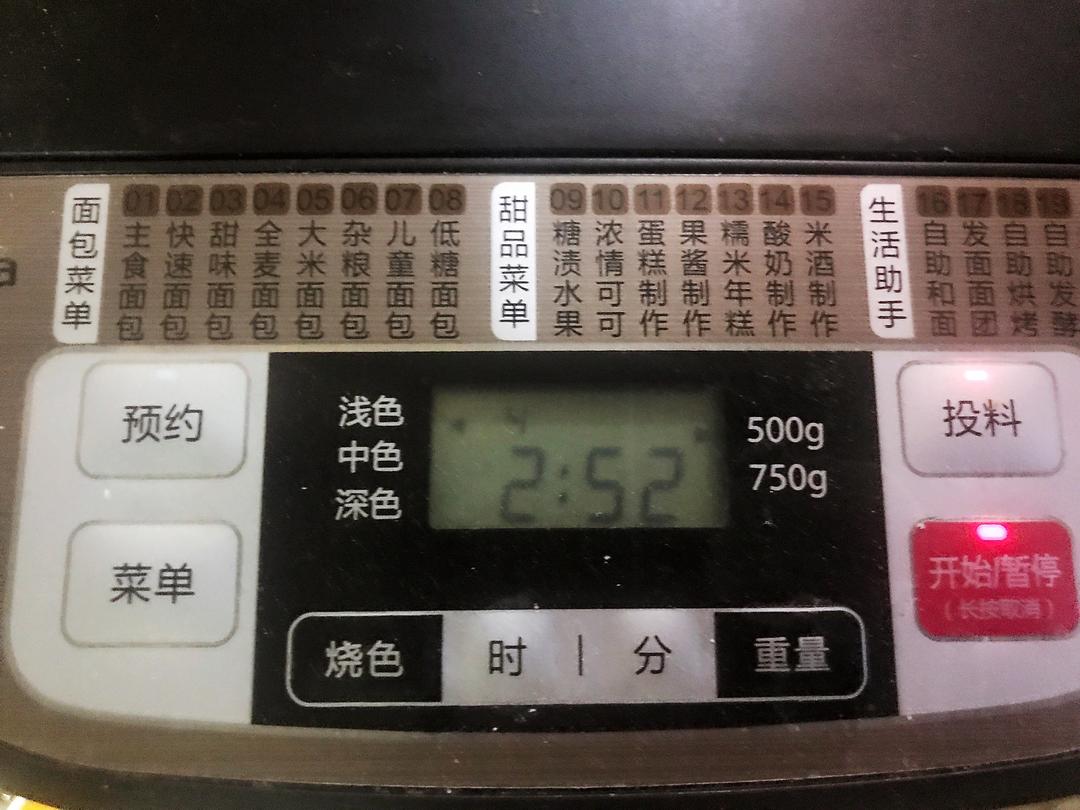 a
面包菜单
01 主食面包
02 快速面包
03 甜味面包
04 全麦面包
05 大米面包
06 杂粮面包
07 儿童面包
08 低糖面包
甜品菜单
09 糖渍水果
10 浓情可可
11 蛋糕制作
12 果酱制作
13 糯米年糕
14 酸奶制作
15 米酒制作
生活助手
16 自助和面
17 发面面团
18 自助烘烤
19 自助发酵
预约
菜单
浅色
中色
深色
4
2:52
500g
750g
烧色
时 | 分
重量
投料
开始/暂停
(长按取消)